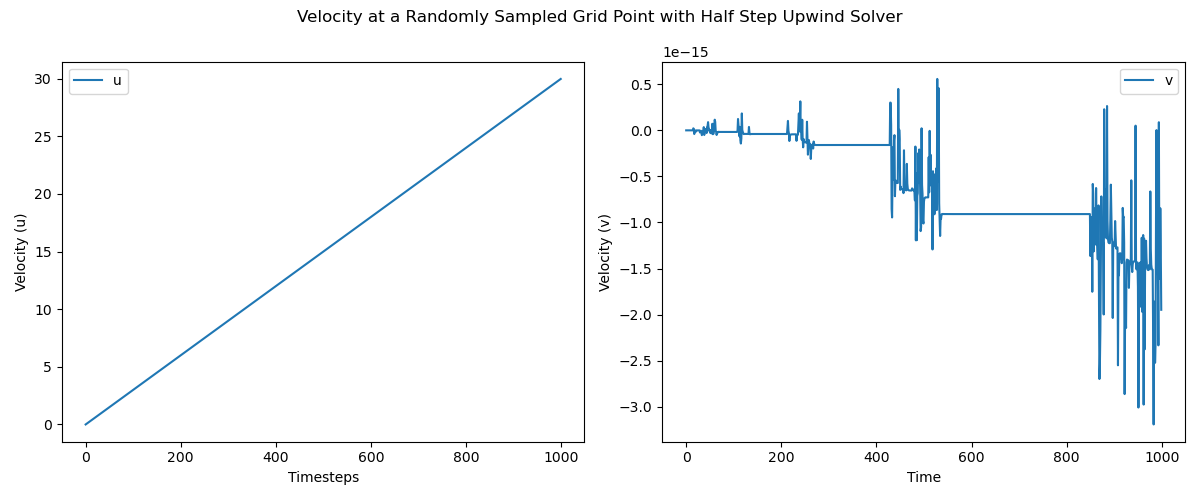 Velocity at a Randomly Sampled Grid Point with Half Step Upwind Solver
u
30
25
20
15
10
5
0
Velocity (u)
0 200 400 600 800 1000
Timesteps
1e−15
v
0.5
0.0
−0.5
−1.0
−1.5
−2.0
−2.5
−3.0
Velocity (v)
0 200 400 600 800 1000
Time